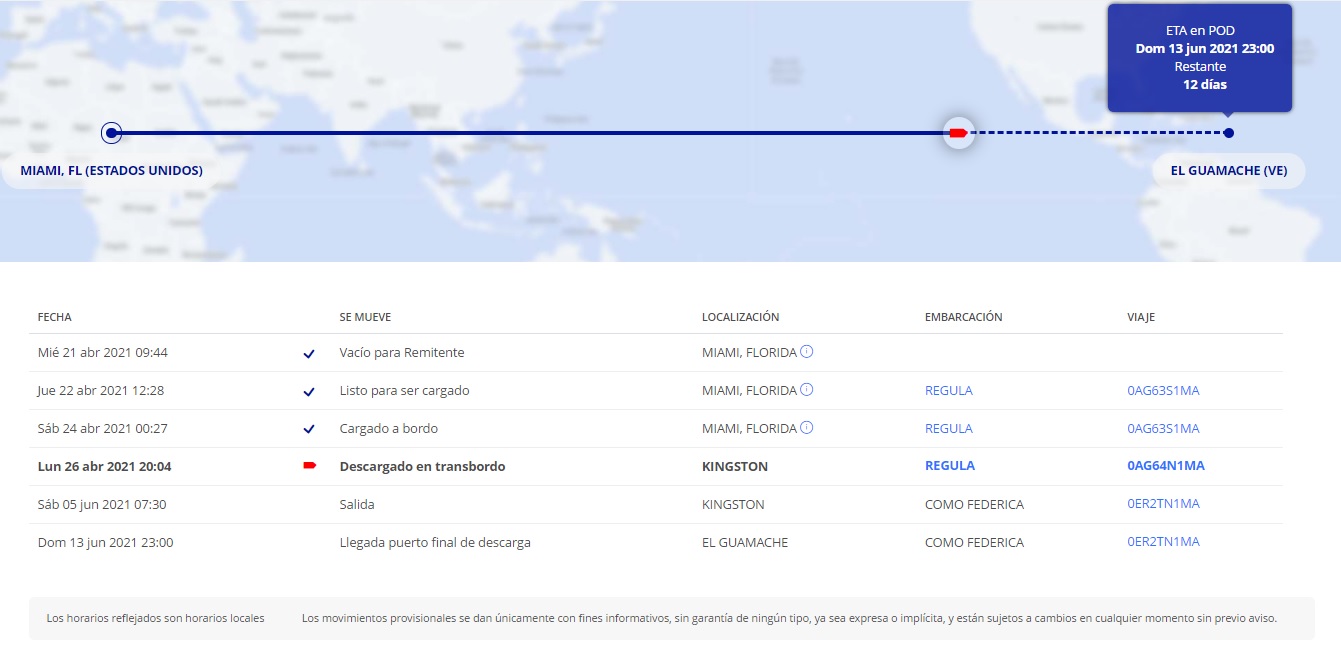 ETA en POD
Dom 13 jun 2021 23:00
Restante
12 días
MIAMI, FL (ESTADOS UNIDOS)
EL GUAMACHE (VE)
FECHA SE MUEVE LOCALIZACIÓN EMBARCACIÓN VIAJE
Mié 21 abr 2021 09:44 Vacío para Remitente MIAMI, FLORIDA
Jue 22 abr 2021 12:28 Listo para ser cargado MIAMI, FLORIDA REGULA 0AG63S1MA
Sáb 24 abr 2021 00:27 Cargado a bordo MIAMI, FLORIDA REGULA 0AG63S1MA
Lun 26 abr 2021 20:04 Descargado en transbordo KINGSTON REGULA 0AG64N1MA
Sáb 05 jun 2021 07:30 Salida KINGSTON COMO FEDERICA 0ER2TN1MA
Dom 13 jun 2021 23:00 Llegada puerto final de descarga EL GUAMACHE COMO FEDERICA 0ER2TN1MA
Los horarios reflejados son horarios locales Los movimientos provisionales se dan únicamente con fines informativos, sin garantía de ningún tipo, ya sea expresa o implícita, y están sujetos a cambios en cualquier momento sin previo aviso.